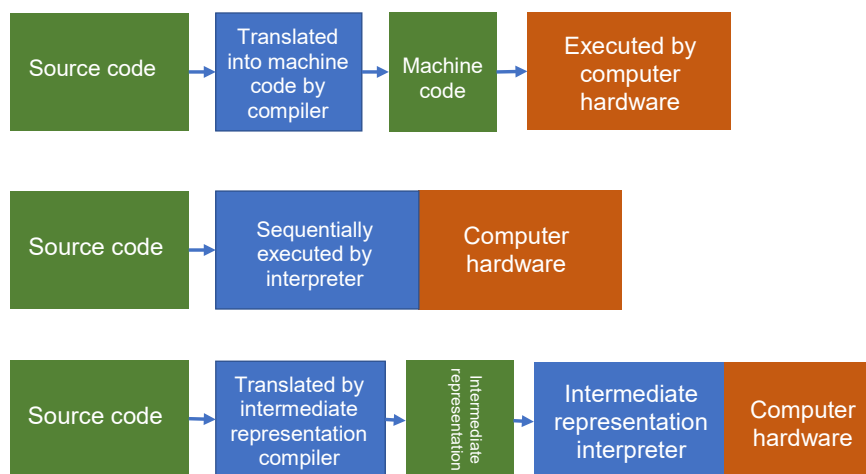 Source code
Translated
into machine
code by
compiler
Machine
code
Executed by
computer
hardware
Source code
Sequentially
executed by
interpreter
Computer
hardware
Source code
Translated by
intermediate
representation
compiler
Intermediate
representation
Intermediate
representation
interpreter
Computer
hardware